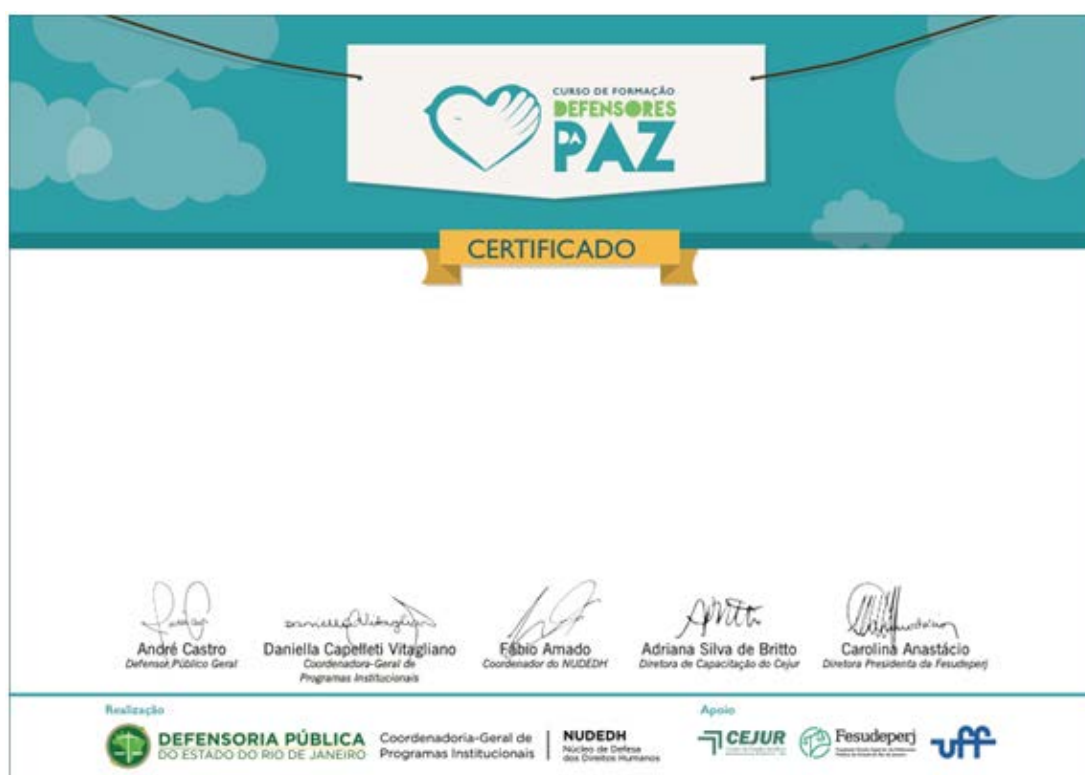 CURSO DE FORMAÇÃO
DEFENSORES
DA PAZ
CERTIFICADO
André Castro
Defensor Público Geral
Daniella Capelleti Vitagliano
Coordenadora-Geral de
Programas Institucionais
Fábio Amado
Coordenador do NUDEDH
Adriana Silva de Britto
Diretora de Capacitação do Cejur
Carolina Anastácio
Diretora Presidenta da Fesudeperj
Realização
DEFENSORIA PÚBLICA
DO ESTADO DO RIO DE JANEIRO
Coordenadoria-Geral de
Programas Institucionais
NUDEDH
Núcleo de Defesa
dos Direitos Humanos
Apoio
CEJUR
Fesudeperj
uff